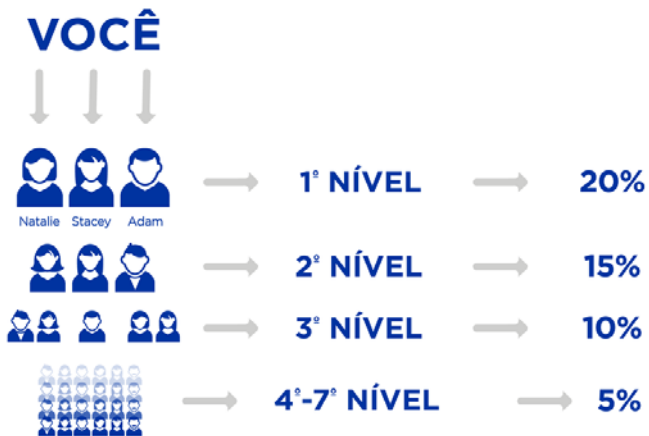 VOCÊ
Natalie Stacey Adam
1º NÍVEL 20%
2º NÍVEL 15%
3º NÍVEL 10%
4º-7º NÍVEL 5%